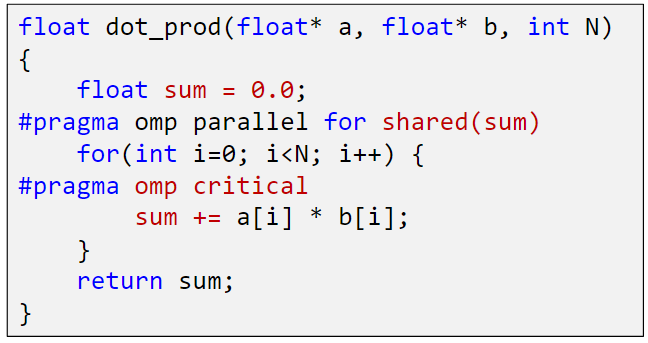 float dot_prod(float* a, float* b, int N)
{
    float sum = 0.0;
#pragma omp parallel for shared(sum)
    for(int i=0; i<N; i++) {
#pragma omp critical
        sum += a[i] * b[i];
    }
    return sum;
}